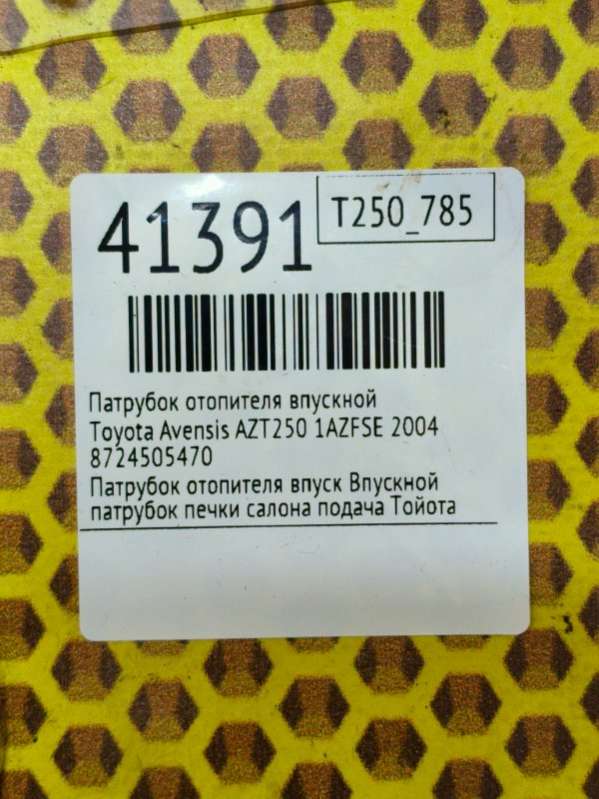 41391
T250_785
Патрубок отопителя впускной
Toyota Avensis AZT250 1AZFSE 2004
8724505470
Патрубок отопителя впуск Впускной
патрубок печки салона подача Тойота